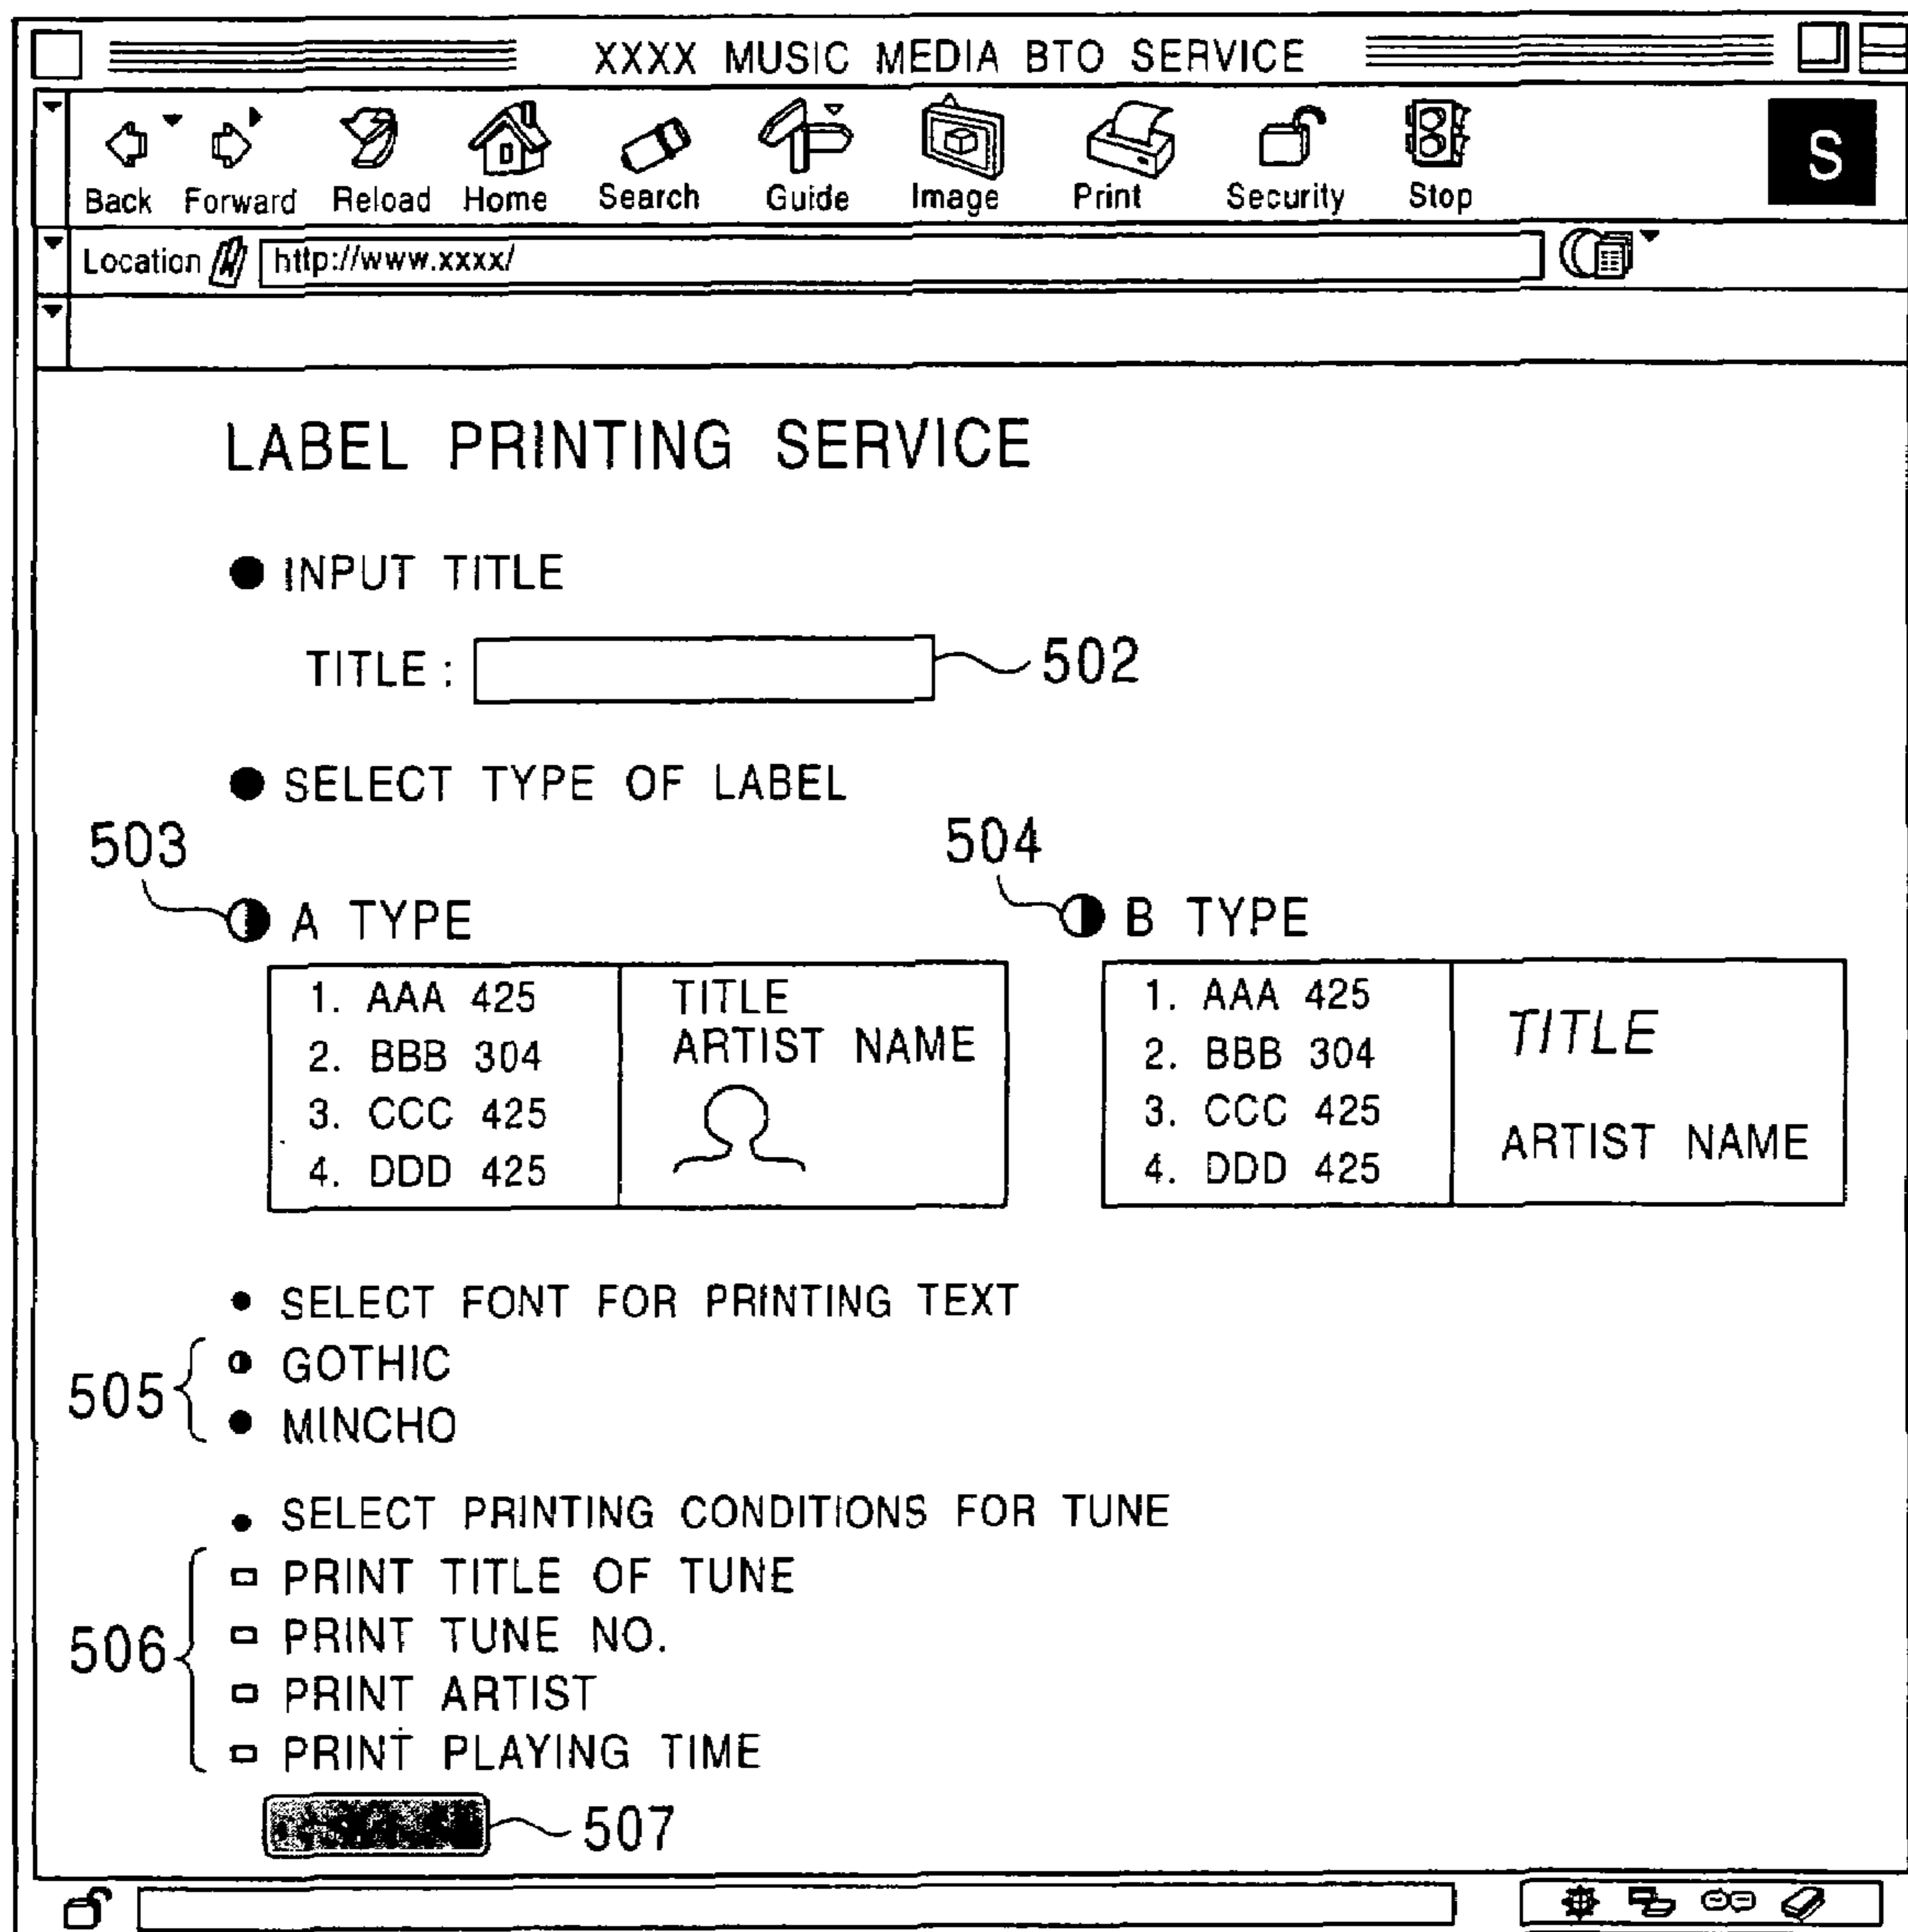 XXXX MUSIC MEDIA BTO SERVICE
Back Forward Reload Home Search Guide Image Print Security Stop
S
Location http://www.xxxx/
LABEL PRINTING SERVICE
● INPUT TITLE
TITLE : 502
● SELECT TYPE OF LABEL
503 504
A TYPE B TYPE
1. AAA 425 TITLE 1. AAA 425 TITLE
2. BBB 304 ARTIST NAME 2. BBB 304
3. CCC 425 3. CCC 425 ARTIST NAME
4. DDD 425 4. DDD 425
• SELECT FONT FOR PRINTING TEXT
505 GOTHIC
● MINCHO
• SELECT PRINTING CONDITIONS FOR TUNE
506 PRINT TITLE OF TUNE
PRINT TUNE NO.
PRINT ARTIST
PRINT PLAYING TIME
507